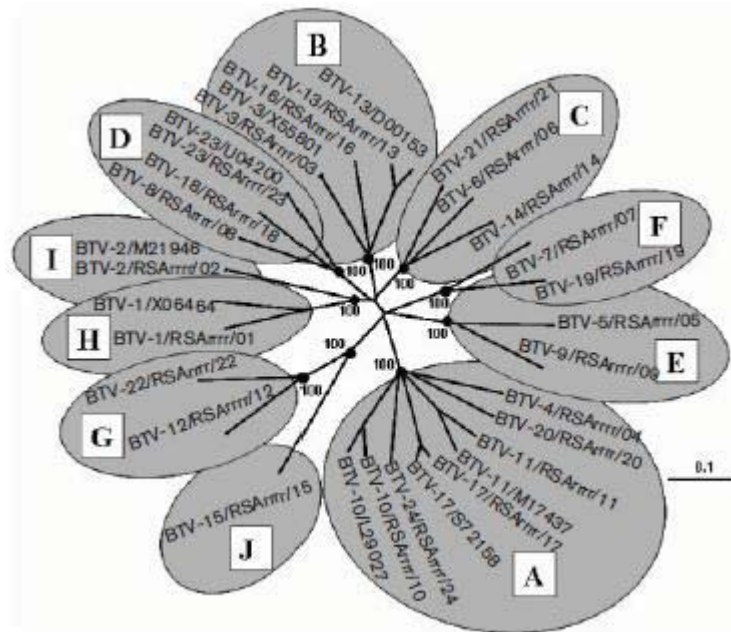 B
BTV-13/D00153
BTV-13/RSArrrr/13
BTV-16/RSArrrr/16
BTV-3/X55801
BTV-3/RSArrrr/03
C
BTV-21/RSArrrr/21
BTV-6/RSArrrr/06
BTV-14/RSArrrr/14
D
BTV-23/U04200
BTV-23/RSArrrr/23
BTV-18/RSArrrr/18
BTV-8/RSArrrr/08
F
BTV-7/RSArrrr/07
BTV-19/RSArrrr/19
I
BTV-2/M21946
BTV-2/RSArrrr/02
H
BTV-1/X06464
BTV-1/RSArrrr/01
E
BTV-5/RSArrrr/05
BTV-9/RSArrrr/09
G
BTV-22/RSArrrr/22
BTV-12/RSArrrr/12
J
BTV-15/RSArrrr/15
A
BTV-4/RSArrrr/04
BTV-20/RSArrrr/20
BTV-11/RSArrrr/11
BTV-11/M17437
BTV-17/RSArrrr/17
BTV-17/S72158
BTV-24/RSArrrr/24
BTV-10/RSArrrr/10
BTV-10/L29027
100
100
100
100
100
100
100
100
100
0.1